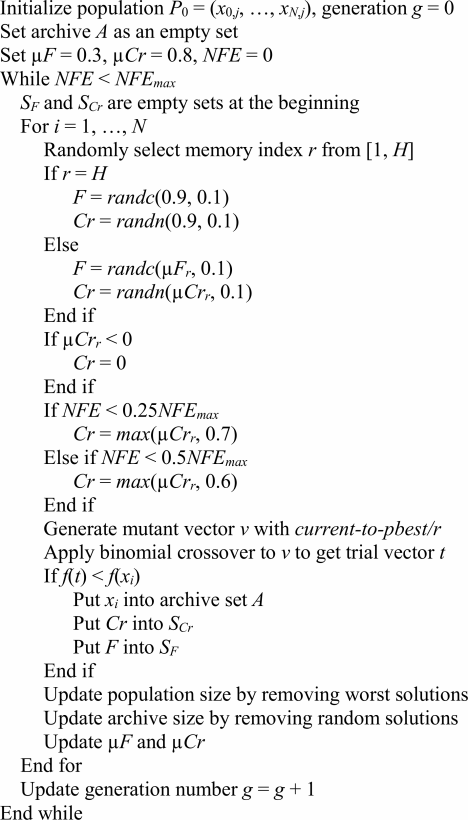 Initialize population P₀ = (x₀,ⱼ, …, x_N,ⱼ), generation g = 0
Set archive A as an empty set
Set µF = 0.3, µCr = 0.8, NFE = 0
While NFE < NFE_max
S_F and S_Cr are empty sets at the beginning
For i = 1, …, N
Randomly select memory index r from [1, H]
If r = H
F = randc(0.9, 0.1)
Cr = randn(0.9, 0.1)
Else
F = randc(µF_r, 0.1)
Cr = randn(µCr_r, 0.1)
End if
If µCr_r < 0
Cr = 0
End if
If NFE < 0.25NFE_max
Cr = max(µCr_r, 0.7)
Else if NFE < 0.5NFE_max
Cr = max(µCr_r, 0.6)
End if
Generate mutant vector v with current-to-pbest/r
Apply binomial crossover to v to get trial vector t
If f(t) < f(x_i)
Put x_i into archive set A
Put Cr into S_Cr
Put F into S_F
End if
Update population size by removing worst solutions
Update archive size by removing random solutions
Update µF and µCr
End for
Update generation number g = g + 1
End while